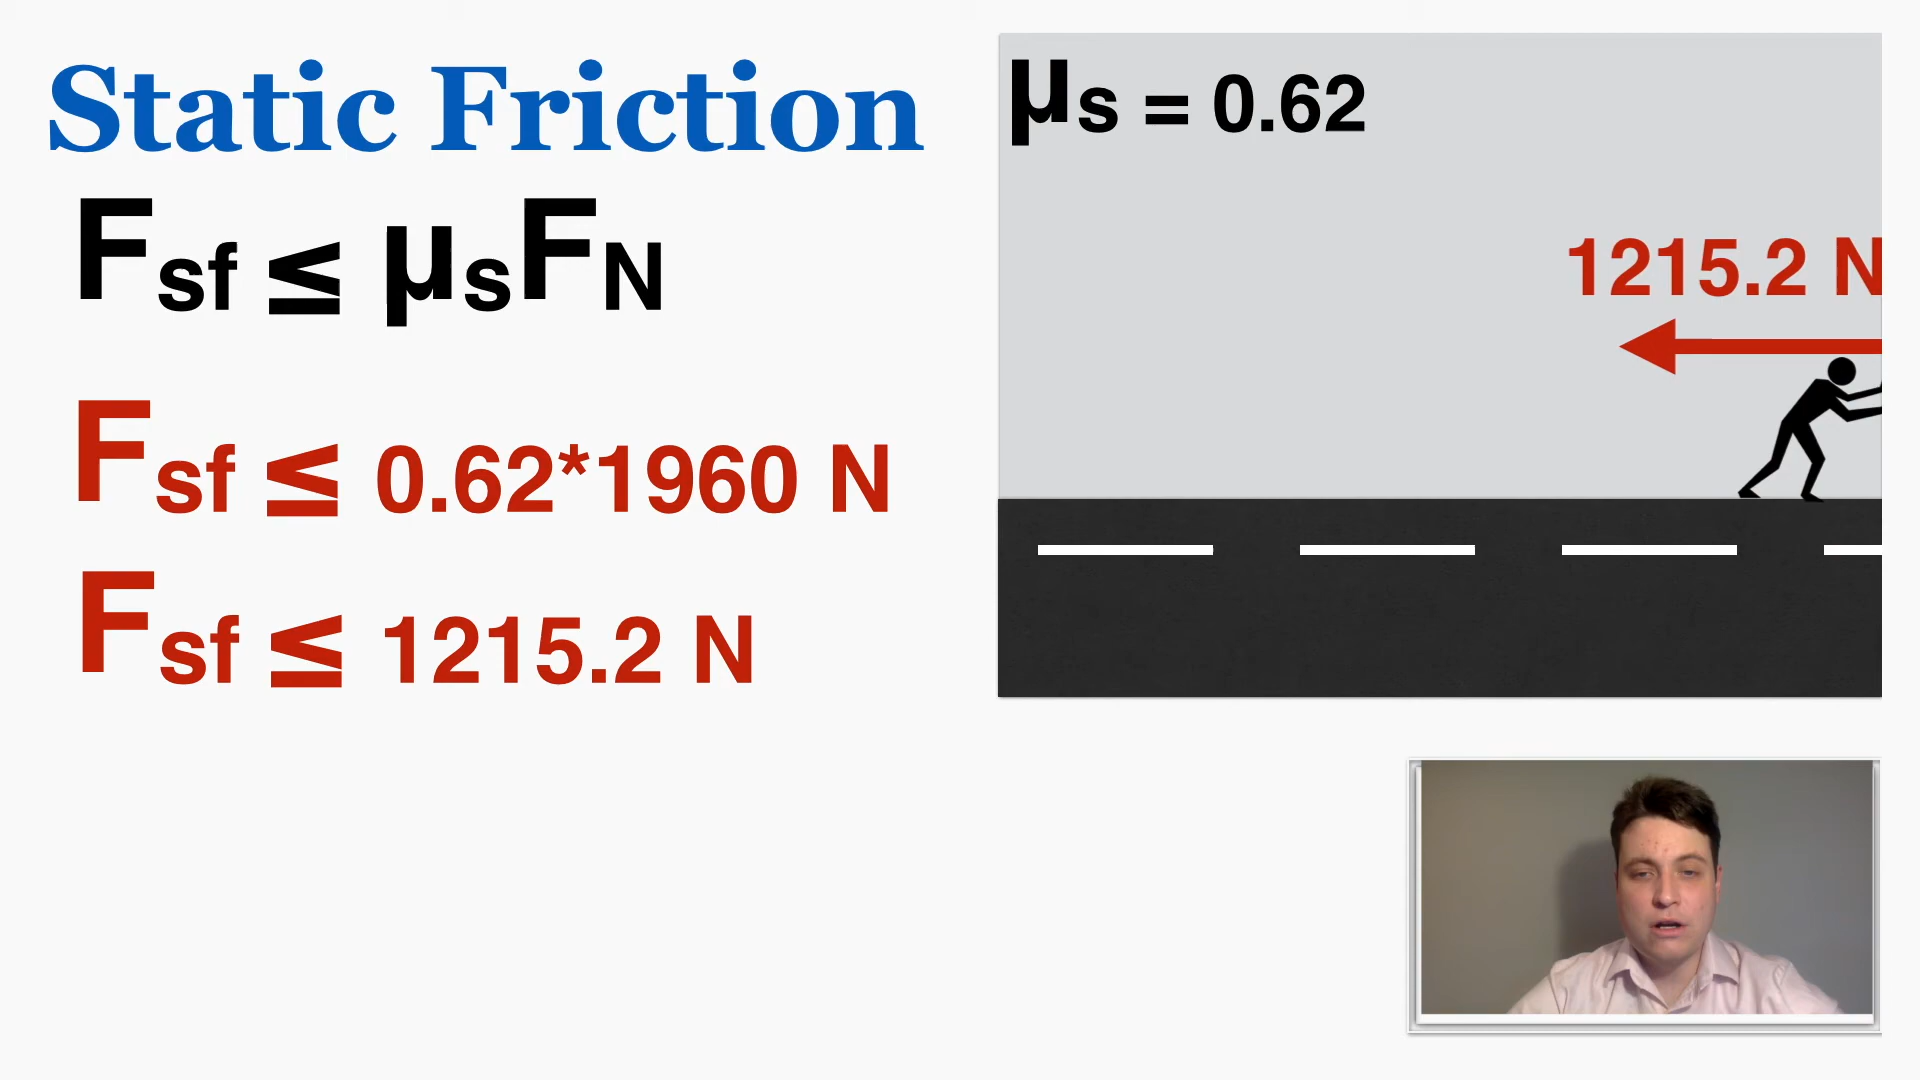 Static Friction
Fsf ≤ µsFN
Fsf ≤ 0.62*1960 N
Fsf ≤ 1215.2 N
µs = 0.62
1215.2 N